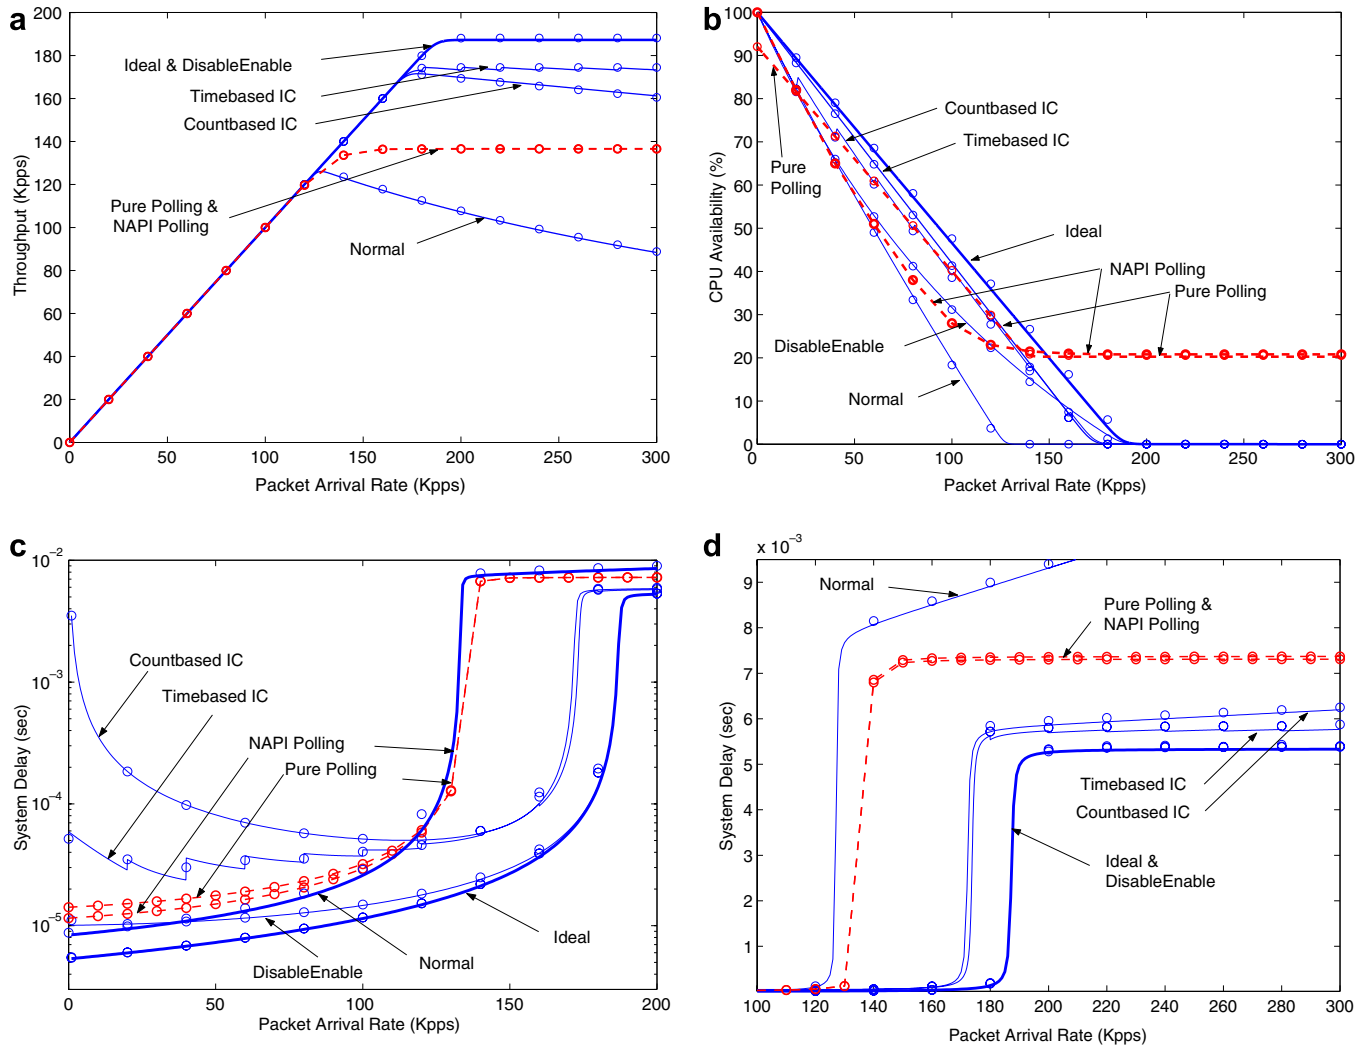 a
200
180
160
140
120
100
80
60
40
20
0
0
50
100
150
200
250
300
Throughput (Kpps)
Packet Arrival Rate (Kpps)
Ideal & DisableEnable
Timebased IC
Countbased IC
Pure Polling &
NAPI Polling
Normal
b
100
90
80
70
60
50
40
30
20
10
0
0
50
100
150
200
250
300
CPU Availability (%)
Packet Arrival Rate (Kpps)
Countbased IC
Timebased IC
Pure
Polling
Ideal
NAPI Polling
Pure Polling
DisableEnable
Normal
c
10⁻²
10⁻³
10⁻⁴
10⁻⁵
0
50
100
150
200
System Delay (sec)
Packet Arrival Rate (Kpps)
Countbased IC
Timebased IC
NAPI Polling
Pure Polling
Ideal
Normal
DisableEnable
d
x 10⁻³
9
8
7
6
5
4
3
2
1
100
120
140
160
180
200
220
240
260
280
300
System Delay (sec)
Packet Arrival Rate (Kpps)
Normal
Pure Polling &
NAPI Polling
Timebased IC
Countbased IC
Ideal &
DisableEnable